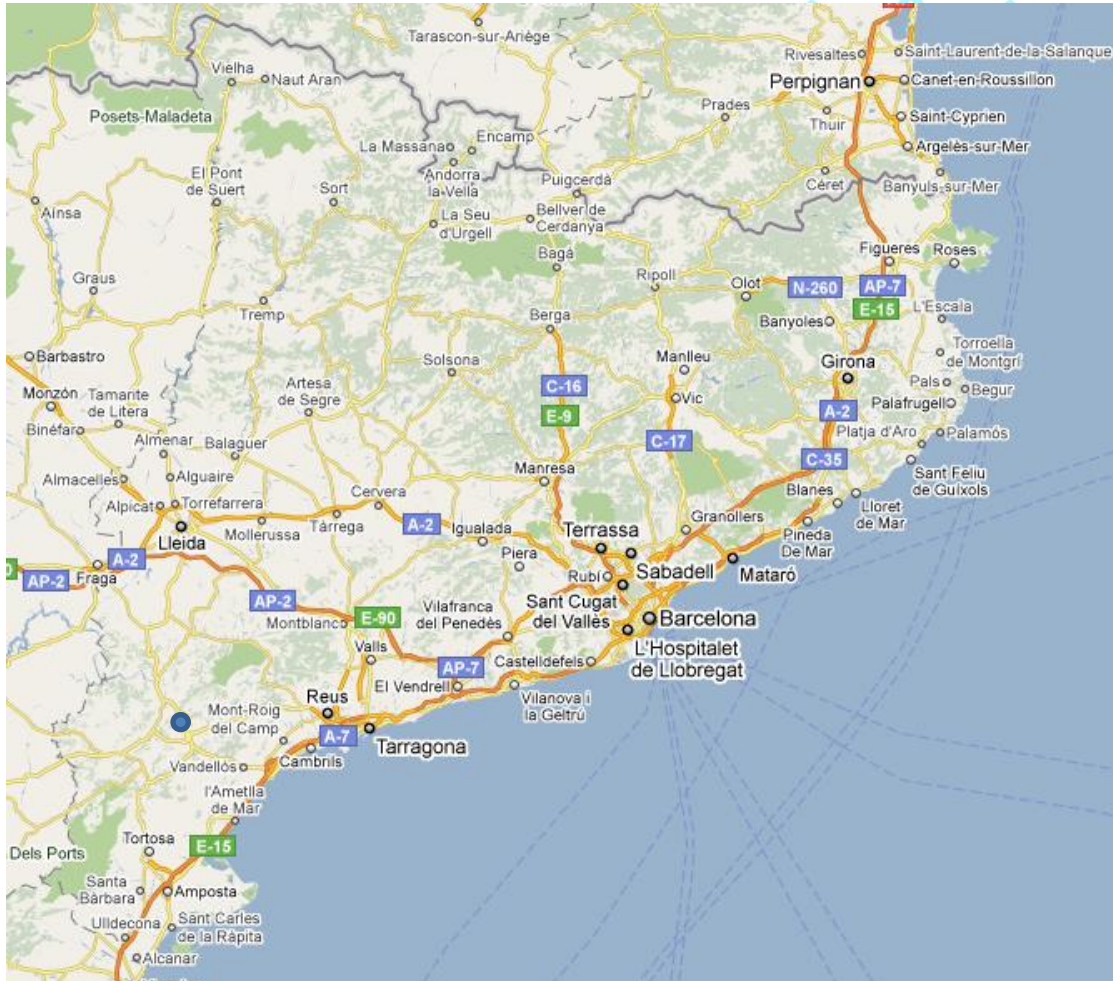 Tarascon-sur-Ariège
Rivesaltes
Saint-Laurent-de-la-Salanque
Vielha
Naut Aran
Perpignan
Canet-en-Roussillon
Posets-Maladeta
Prades
Thuir
Saint-Cyprien
La Massana
Encamp
Argelès-sur-Mer
Andorra
la Vella
El Pont
de Suert
Sort
Puigcerdà
Céret
Banyuls-sur-Mer
Aínsa
La Seu
d'Urgell
Bellver de
Cerdanya
Bagà
Figueres
Roses
Graus
Ripoll
Olot
N-260
AP-7
E-15
Tremp
Berga
Banyoles
L'Escala
Barbastro
Solsona
Manlleu
Torroella
de Montgrí
Girona
Monzón
Tamarite
de Litera
Artesa
de Segre
C-16
E-9
Vic
Pals
Begur
Palafrugell
A-2
Binéfar
Almenar
Balaguer
C-17
Platja d'Aro
Palamós
C-35
Almacelles
Alguaire
Manresa
Sant Feliu
de Guíxols
Alpicat
Torrefarrera
Cervera
Blanes
Lloret
de Mar
Lleida
Mollerussa
Tàrrega
A-2
Igualada
Terrassa
Granollers
Pineda
De Mar
A-2
Fraga
AP-2
Piera
Rubí
Sabadell
Mataró
AP-2
E-90
Montblanc
Vilafranca
del Penedès
Sant Cugat
del Vallès
Barcelona
Valls
AP-7
Castelldefels
L'Hospitalet
de Llobregat
El Vendrell
Vilanova i
la Geltrú
Reus
Mont-Roig
del Camp
A-7
Tarragona
Cambrils
Vandellòs
l'Ametlla
de Mar
Tortosa
E-15
Dels Ports
Santa
Bàrbara
Amposta
Ulldecona
Sant Carles
de la Ràpita
Alcanar